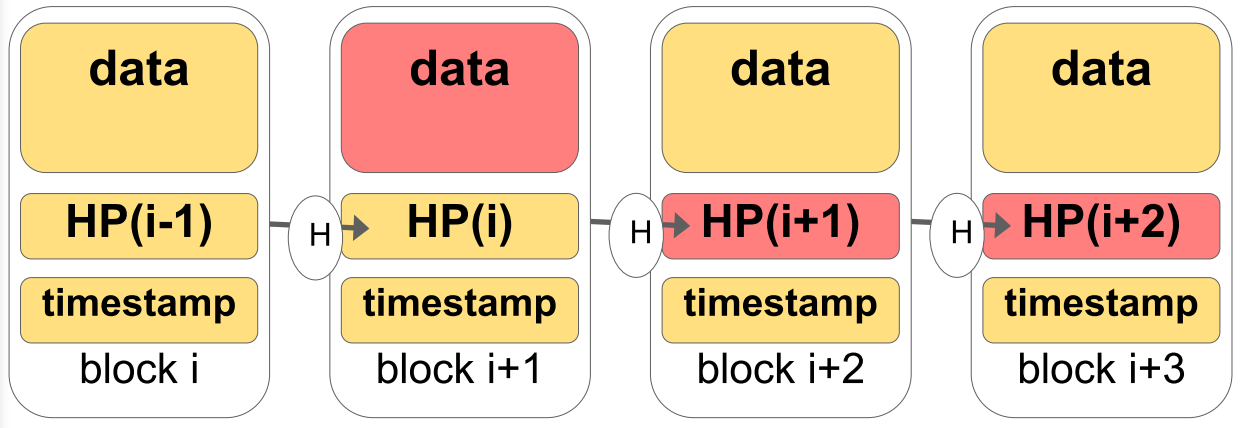 data
HP(i-1)
timestamp
block i
H
data
HP(i)
timestamp
block i+1
H
data
HP(i+1)
timestamp
block i+2
H
data
HP(i+2)
timestamp
block i+3